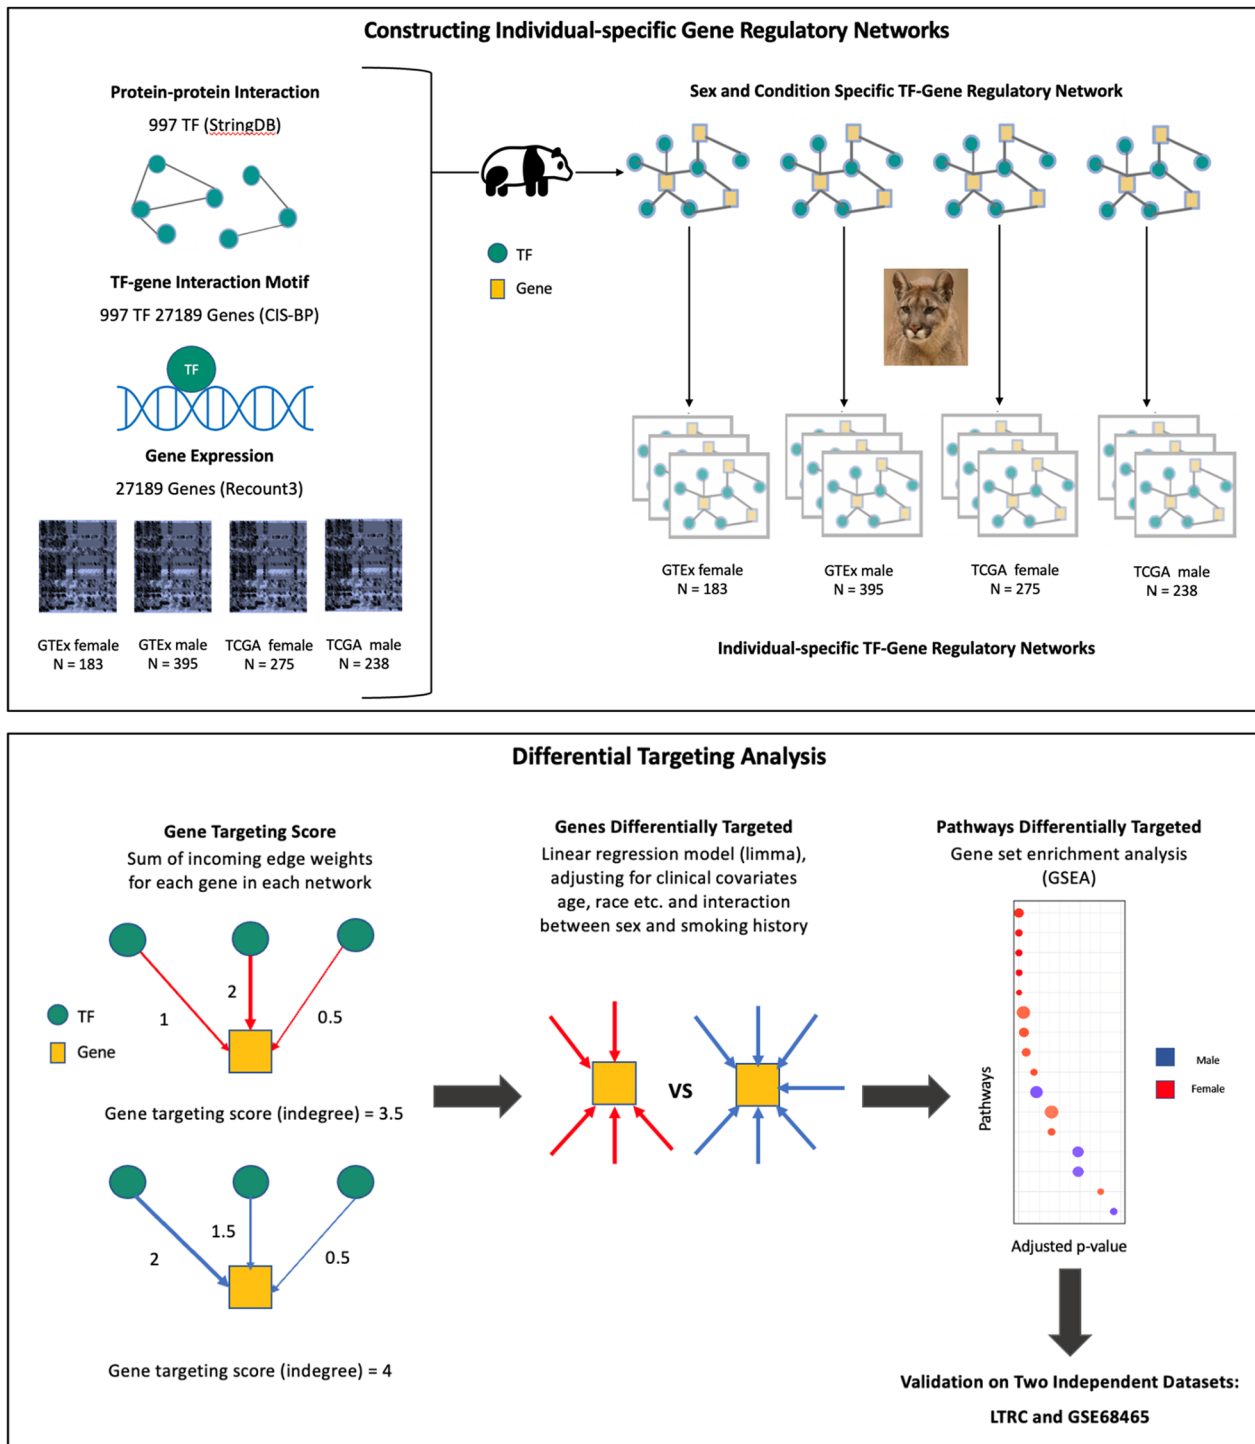 Constructing Individual-specific Gene Regulatory Networks
Protein-protein Interaction
997 TF (StringDB)
TF-gene Interaction Motif
997 TF 27189 Genes (CIS-BP)
TF
Gene Expression
27189 Genes (Recount3)
GTEx female
N = 183
GTEx male
N = 395
TCGA female
N = 275
TCGA male
N = 238
TF
Gene
Sex and Condition Specific TF-Gene Regulatory Network
GTEx female
N = 183
GTEx male
N = 395
TCGA female
N = 275
TCGA male
N = 238
Individual-specific TF-Gene Regulatory Networks
Differential Targeting Analysis
Gene Targeting Score
Sum of incoming edge weights
for each gene in each network
1
2
0.5
TF
Gene
Gene targeting score (indegree) = 3.5
2
1.5
0.5
Gene targeting score (indegree) = 4
Genes Differentially Targeted
Linear regression model (limma),
adjusting for clinical covariates
age, race etc. and interaction
between sex and smoking history
VS
Pathways Differentially Targeted
Gene set enrichment analysis
(GSEA)
Pathways
Adjusted p-value
Male
Female
Validation on Two Independent Datasets:
LTRC and GSE68465